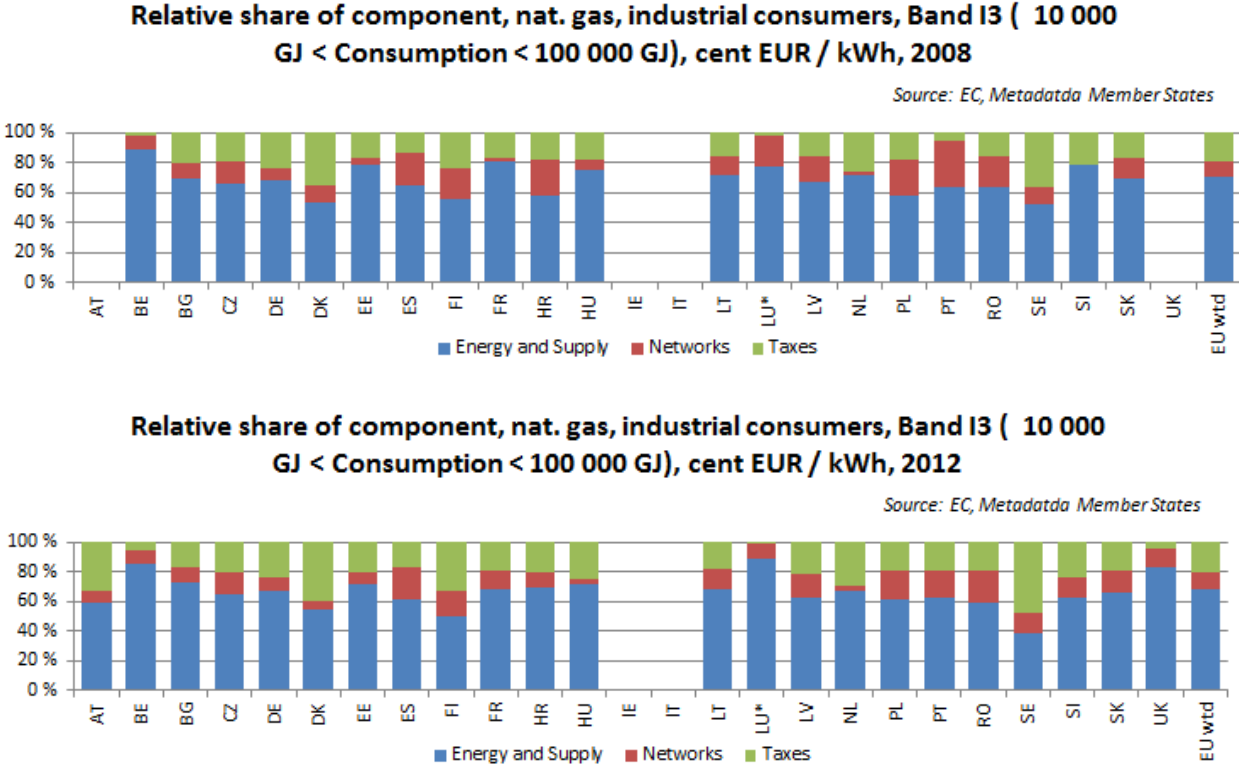 Relative share of component, nat. gas, industrial consumers, Band I3 ( 10 000
GJ < Consumption < 100 000 GJ), cent EUR / kWh, 2008
Source: EC, Metadatda Member States
100 %
80 %
60 %
40 %
20 %
0 %
AT BE BG CZ DE DK EE ES FI FR HR HU IE IT LT LU* LV NL PL PT RO SE SI SK UK EU wtd
Energy and Supply Networks Taxes
Relative share of component, nat. gas, industrial consumers, Band I3 ( 10 000
GJ < Consumption < 100 000 GJ), cent EUR / kWh, 2012
Source: EC, Metadatda Member States
100 %
80 %
60 %
40 %
20 %
0 %
AT BE BG CZ DE DK EE ES FI FR HR HU IE IT LT LU* LV NL PL PT RO SE SI SK UK EU wtd
Energy and Supply Networks Taxes